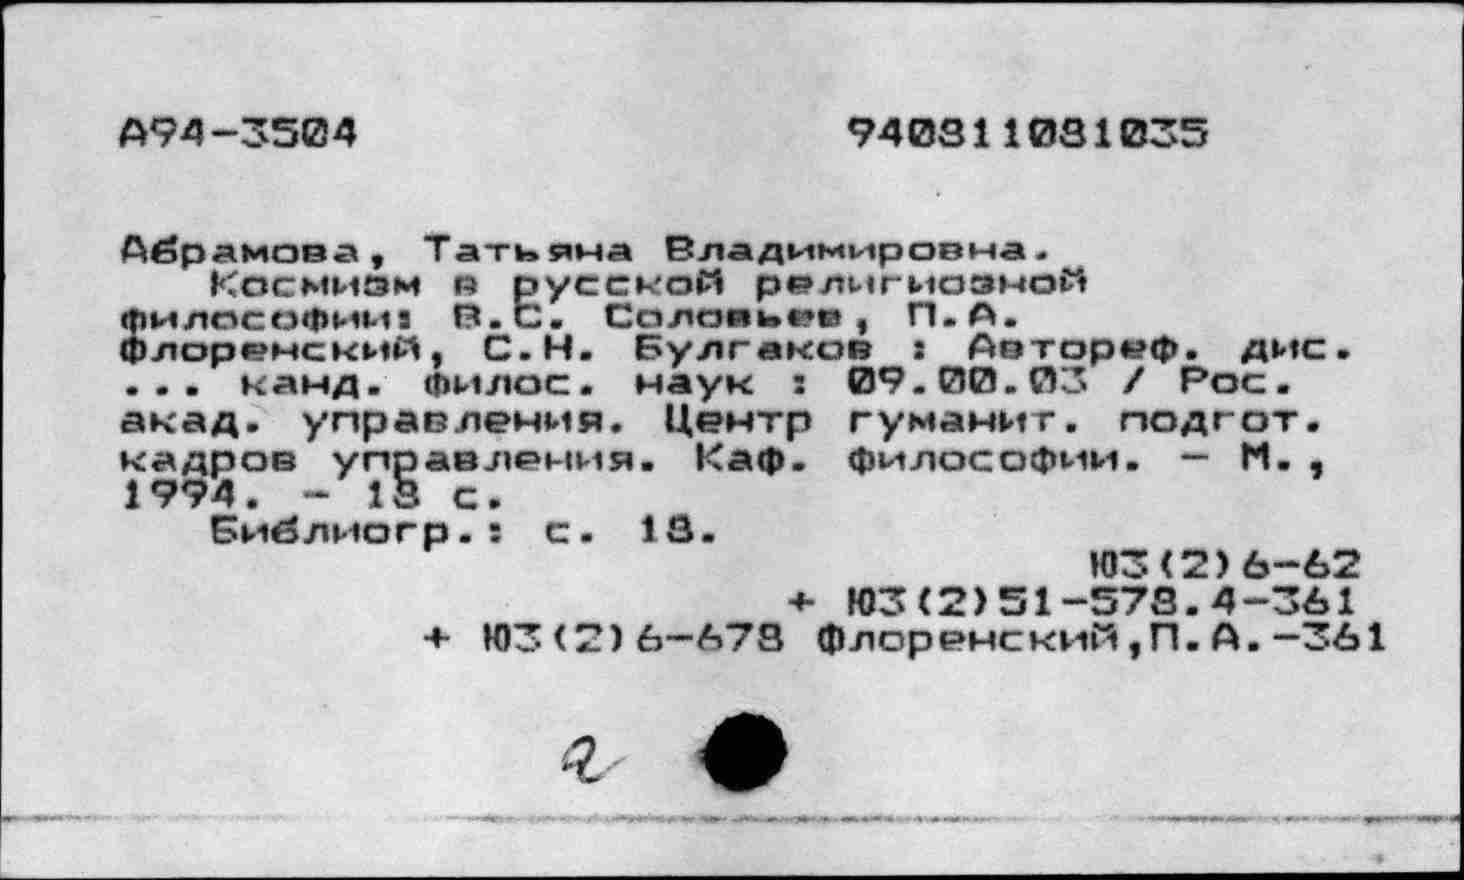 А94-3504 940811081035
Абрамова, Татьяна Владимировна.
Космизм в русской религиозной
философии: В.С. Соловьев, П.А.
Флоренский, С.Н. Булгаков : Автореф. дис.
... канд. филос. наук : 09.00.03 / Рос.
акад. управления. Центр гуманит. подгот.
кадров управления. Каф. философии. - М.,
1994. - 18 с.
Библиогр.: с. 18.
Ю3(2)6-62
+ Ю3(2)51-578.4-361
+ Ю3(2)6-678 Флоренский,П.А.-361